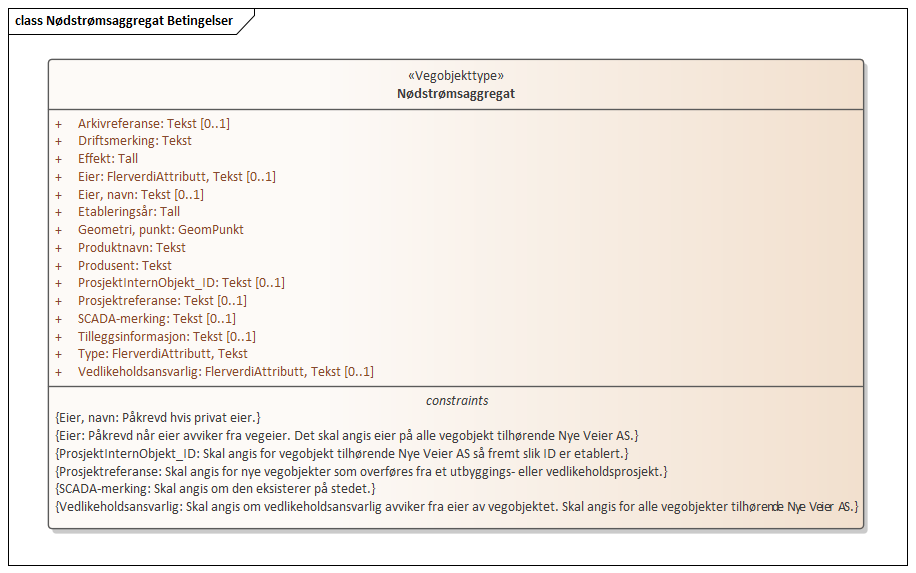 class Nødstrømsaggregat Betingelser
«Vegobjekttype»
Nødstrømsaggregat
+ Arkivreferanse: Tekst [0..1]
+ Driftsmerking: Tekst
+ Effekt: Tall
+ Eier: FlerverdiAttributt, Tekst [0..1]
+ Eier, navn: Tekst [0..1]
+ Etableringsår: Tall
+ Geometri, punkt: GeomPunkt
+ Produktnavn: Tekst
+ Produsent: Tekst
+ ProsjektInternObjekt_ID: Tekst [0..1]
+ Prosjektreferanse: Tekst [0..1]
+ SCADA-merking: Tekst [0..1]
+ Tilleggsinformasjon: Tekst [0..1]
+ Type: FlerverdiAttributt, Tekst
+ Vedlikeholdsansvarlig: FlerverdiAttributt, Tekst [0..1]
constraints
{Eier, navn: Påkrevd hvis privat eier.}
{Eier: Påkrevd når eier avviker fra vegeier. Det skal angis eier på alle vegobjekt tilhørende Nye Veier AS.}
{ProsjektInternObjekt_ID: Skal angis for vegobjekt tilhørende Nye Veier AS så fremt slik ID er etablert.}
{Prosjektreferanse: Skal angis for nye vegobjekter som overføres fra et utbyggings- eller vedlikeholdsprosjekt.}
{SCADA-merking: Skal angis om den eksisterer på stedet.}
{Vedlikeholdsansvarlig: Skal angis om vedlikeholdsansvarlig avviker fra eier av vegobjektet. Skal angis for alle vegobjekter tilhørende Nye Veier AS.}